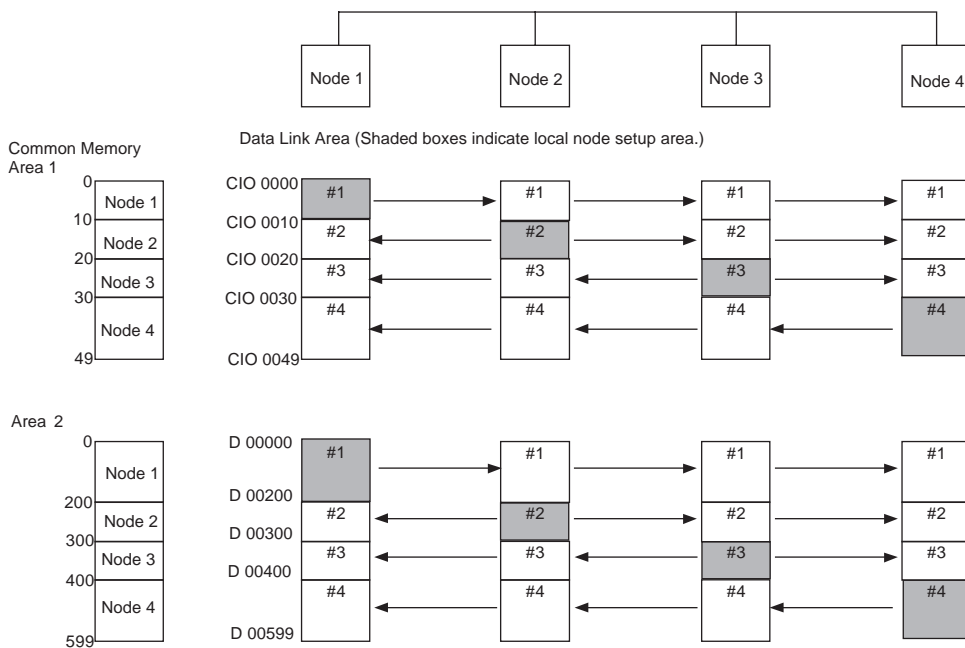 Node 1 Node 2 Node 3 Node 4
Data Link Area (Shaded boxes indicate local node setup area.)
Common Memory
Area 1
0 Node 1 CIO 0000 #1 #1 #1 #1
10 Node 2 CIO 0010 #2 #2 #2 #2
20 Node 3 CIO 0020 #3 #3 #3 #3
30 Node 4 CIO 0030 #4 #4 #4 #4
49 CIO 0049
Area 2
0 Node 1 D 00000 #1 #1 #1 #1
200 Node 2 D 00200 #2 #2 #2 #2
300 Node 3 D 00300 #3 #3 #3 #3
400 Node 4 D 00400 #4 #4 #4 #4
599 D 00599